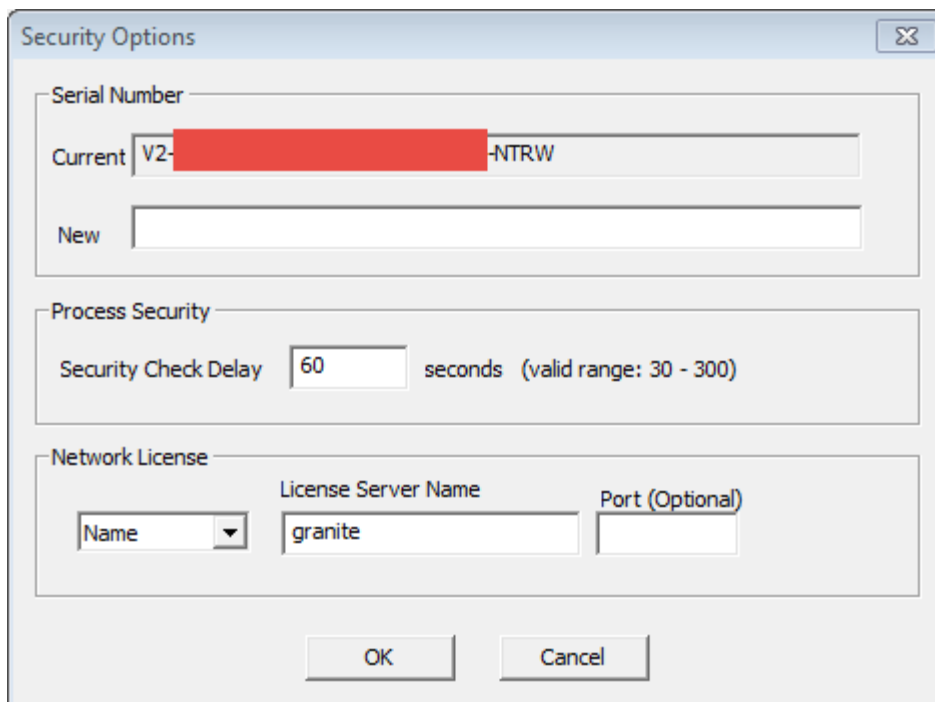 Security Options
Serial Number
Current V2- -NTRW
New
Process Security
Security Check Delay 60 seconds (valid range: 30 - 300)
Network License
License Server Name Port (Optional)
Name granite
OK Cancel